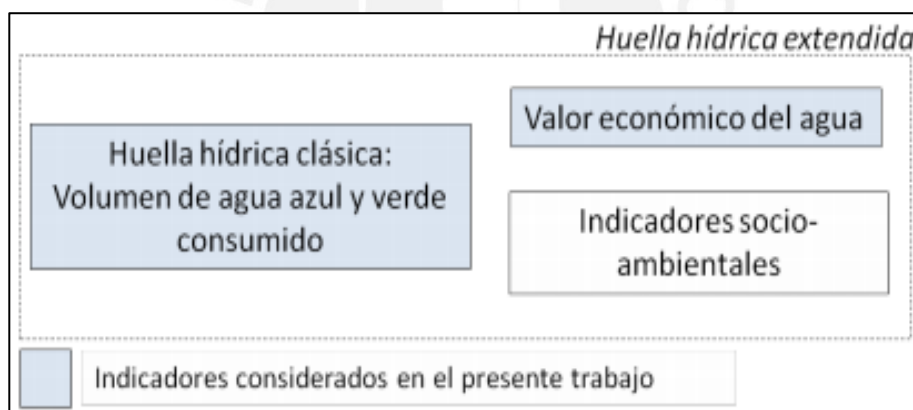 Huella hídrica extendida
Huella hídrica clásica:
Volumen de agua azul y verde
consumido
Valor económico del agua
Indicadores socio-
ambientales
Indicadores considerados en el presente trabajo